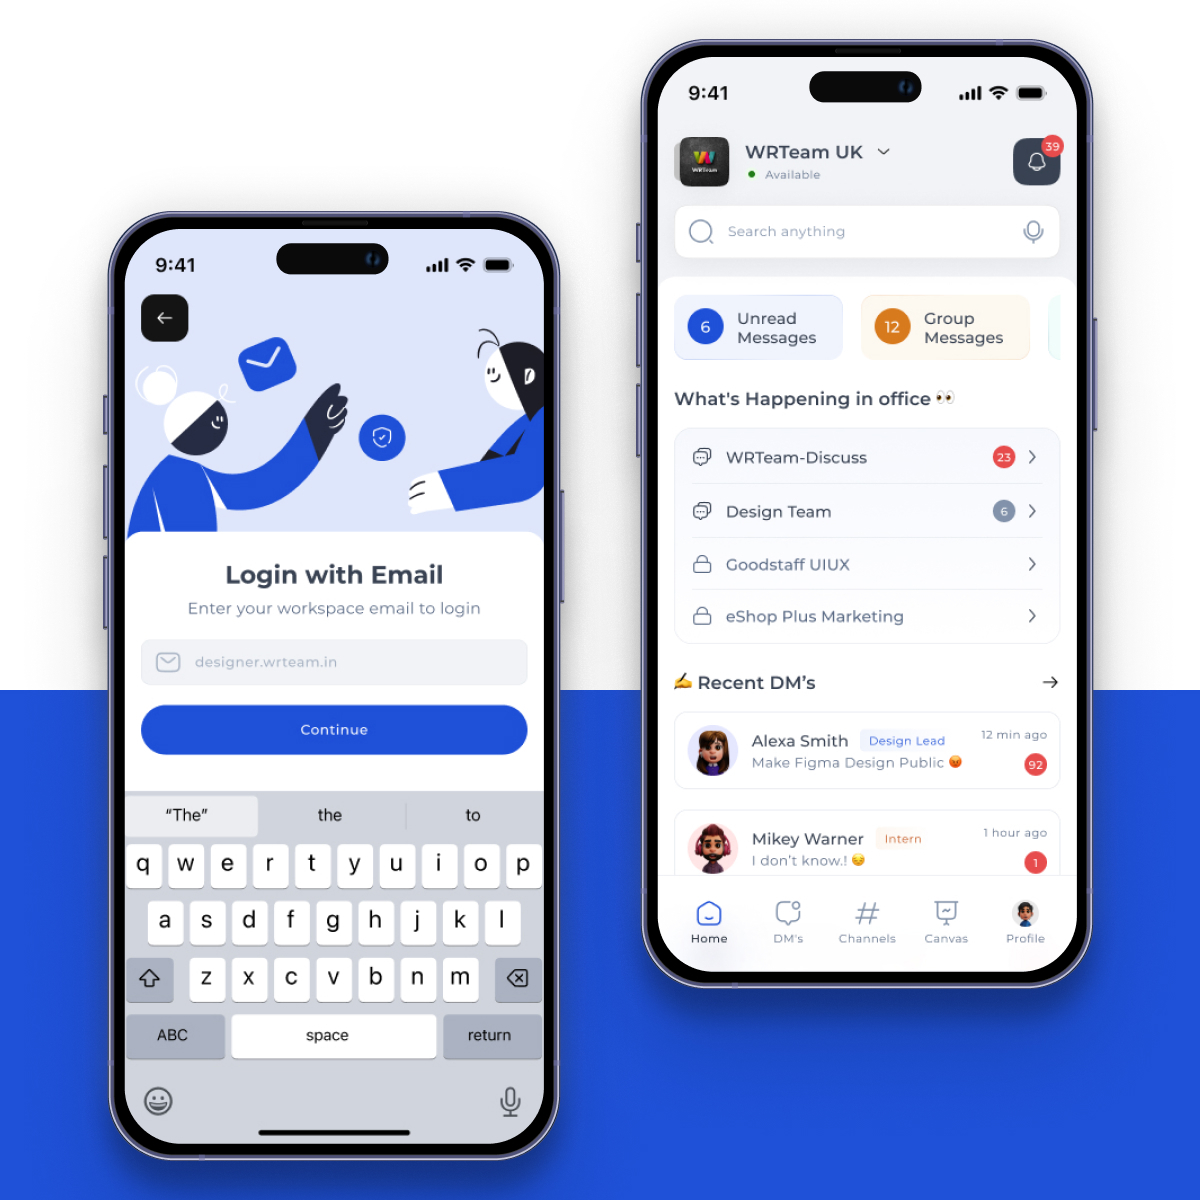 9:41
Login with Email
Enter your workspace email to login
designer.wrteam.in
Continue
“The”
the
to
q w e r t y u i o p
a s d f g h j k l
z x c v b n m
ABC
space
return
9:41
WRTeam
WRTeam UK
Available
39
Search anything
6
Unread
Messages
12
Group
Messages
What's Happening in office 👀
WRTeam-Discuss
23
Design Team
6
Goodstaff UIUX
eShop Plus Marketing
✍️ Recent DM’s
Alexa Smith
Design Lead
12 min ago
Make Figma Design Public 😡
92
Mikey Warner
Intern
1 hour ago
I don’t know.! 😔
1
Home
DM's
Channels
Canvas
Profile